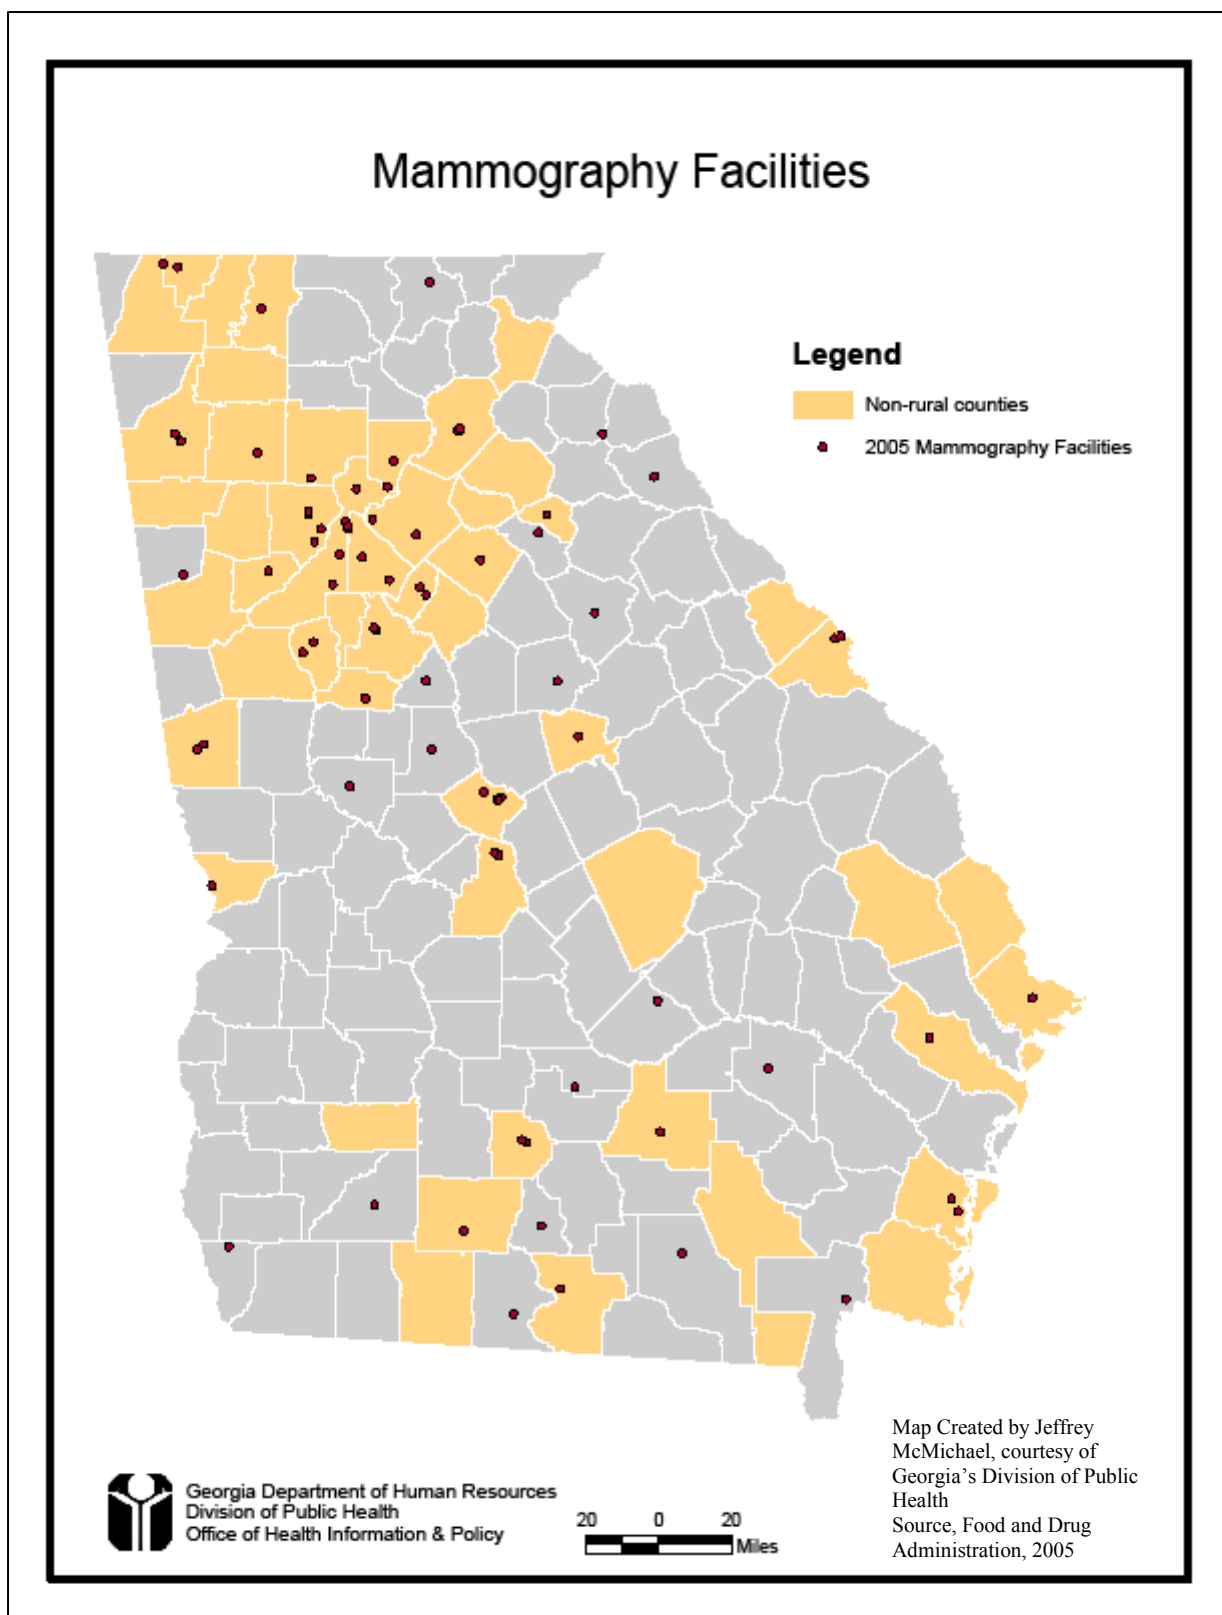 Mammography Facilities
Legend
Non-rural counties
2005 Mammography Facilities
Map Created by Jeffrey
McMichael, courtesy of
Georgia’s Division of Public
Health
Source, Food and Drug
Administration, 2005
Georgia Department of Human Resources
Division of Public Health
Office of Health Information & Policy
20 0 20
Miles